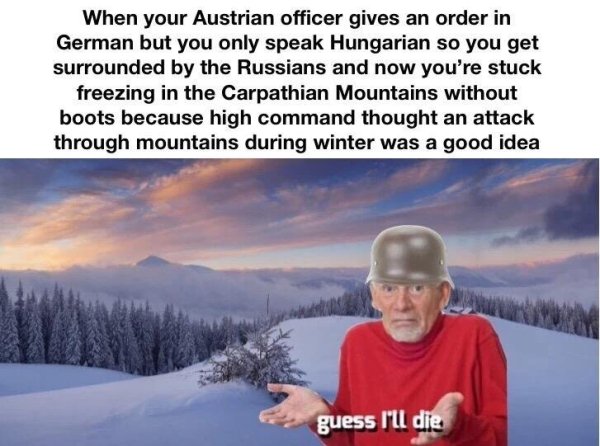 When your Austrian officer gives an order in
German but you only speak Hungarian so you get
surrounded by the Russians and now you’re stuck
freezing in the Carpathian Mountains without
boots because high command thought an attack
through mountains during winter was a good idea
guess I'll die